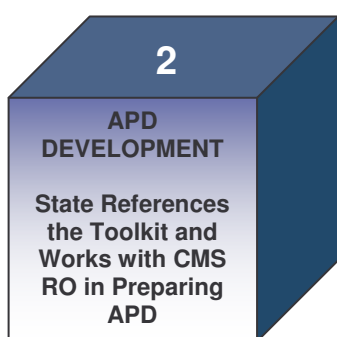 2
APD
DEVELOPMENT
State References
the Toolkit and
Works with CMS
RO in Preparing
APD